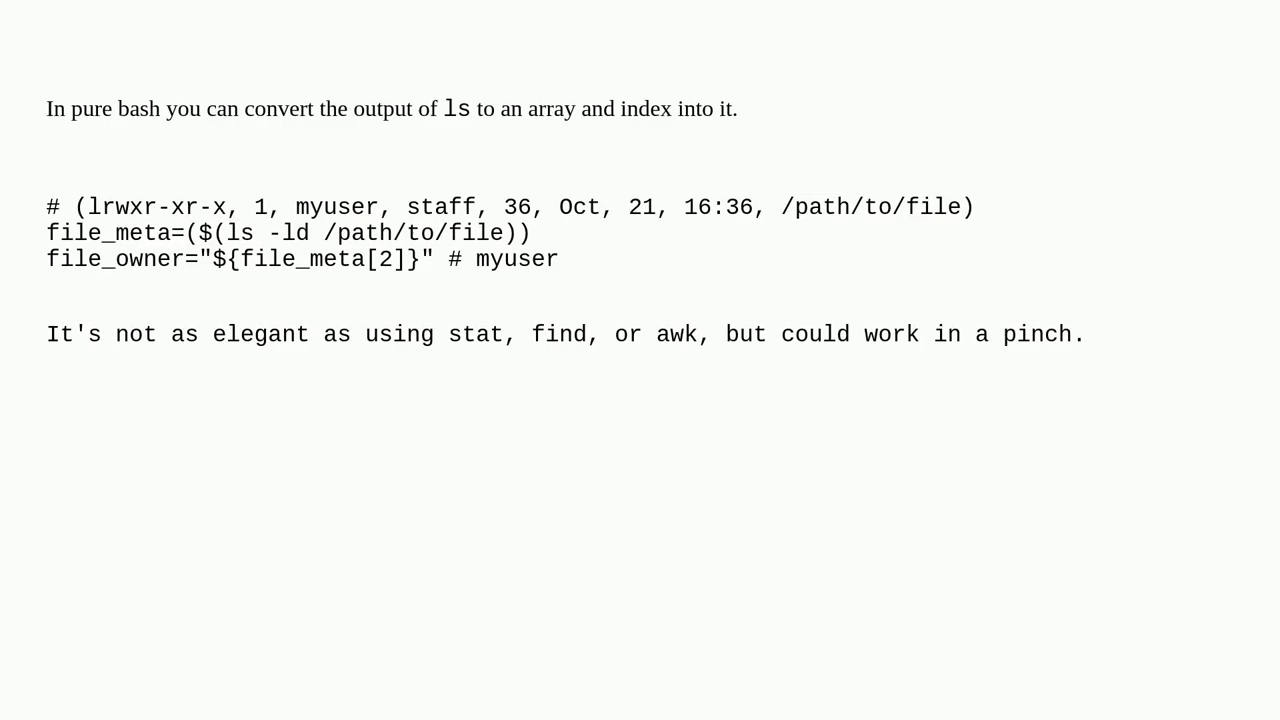 In pure bash you can convert the output of ls to an array and index into it.
# (lrwxr-xr-x, 1, myuser, staff, 36, Oct, 21, 16:36, /path/to/file)
file_meta=($(ls -ld /path/to/file))
file_owner="${file_meta[2]}" # myuser
It's not as elegant as using stat, find, or awk, but could work in a pinch.